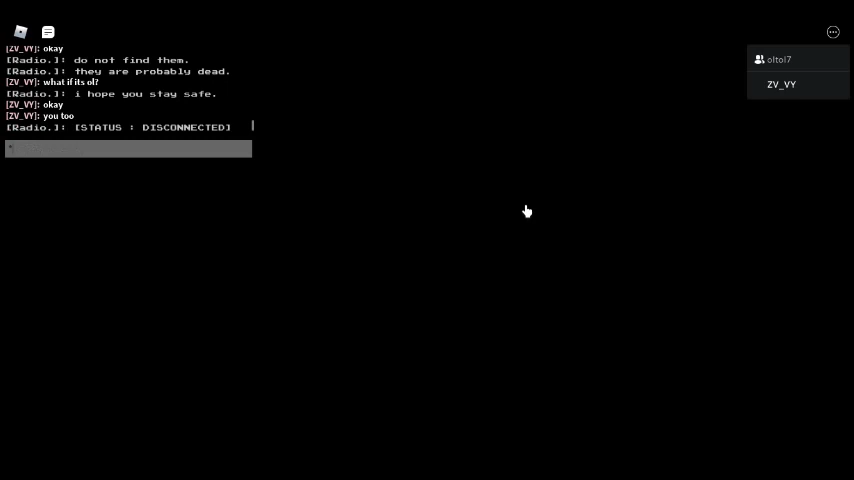 [ZV_VY]: okay
[Radio.]: do not find them.
[Radio.]: they are probably dead.
[ZV_VY]: what if its ol?
[Radio.]: i hope you stay safe.
[ZV_VY]: okay
[ZV_VY]: you too
[Radio.]: [STATUS : DISCONNECTED]
oltol7
ZV_VY